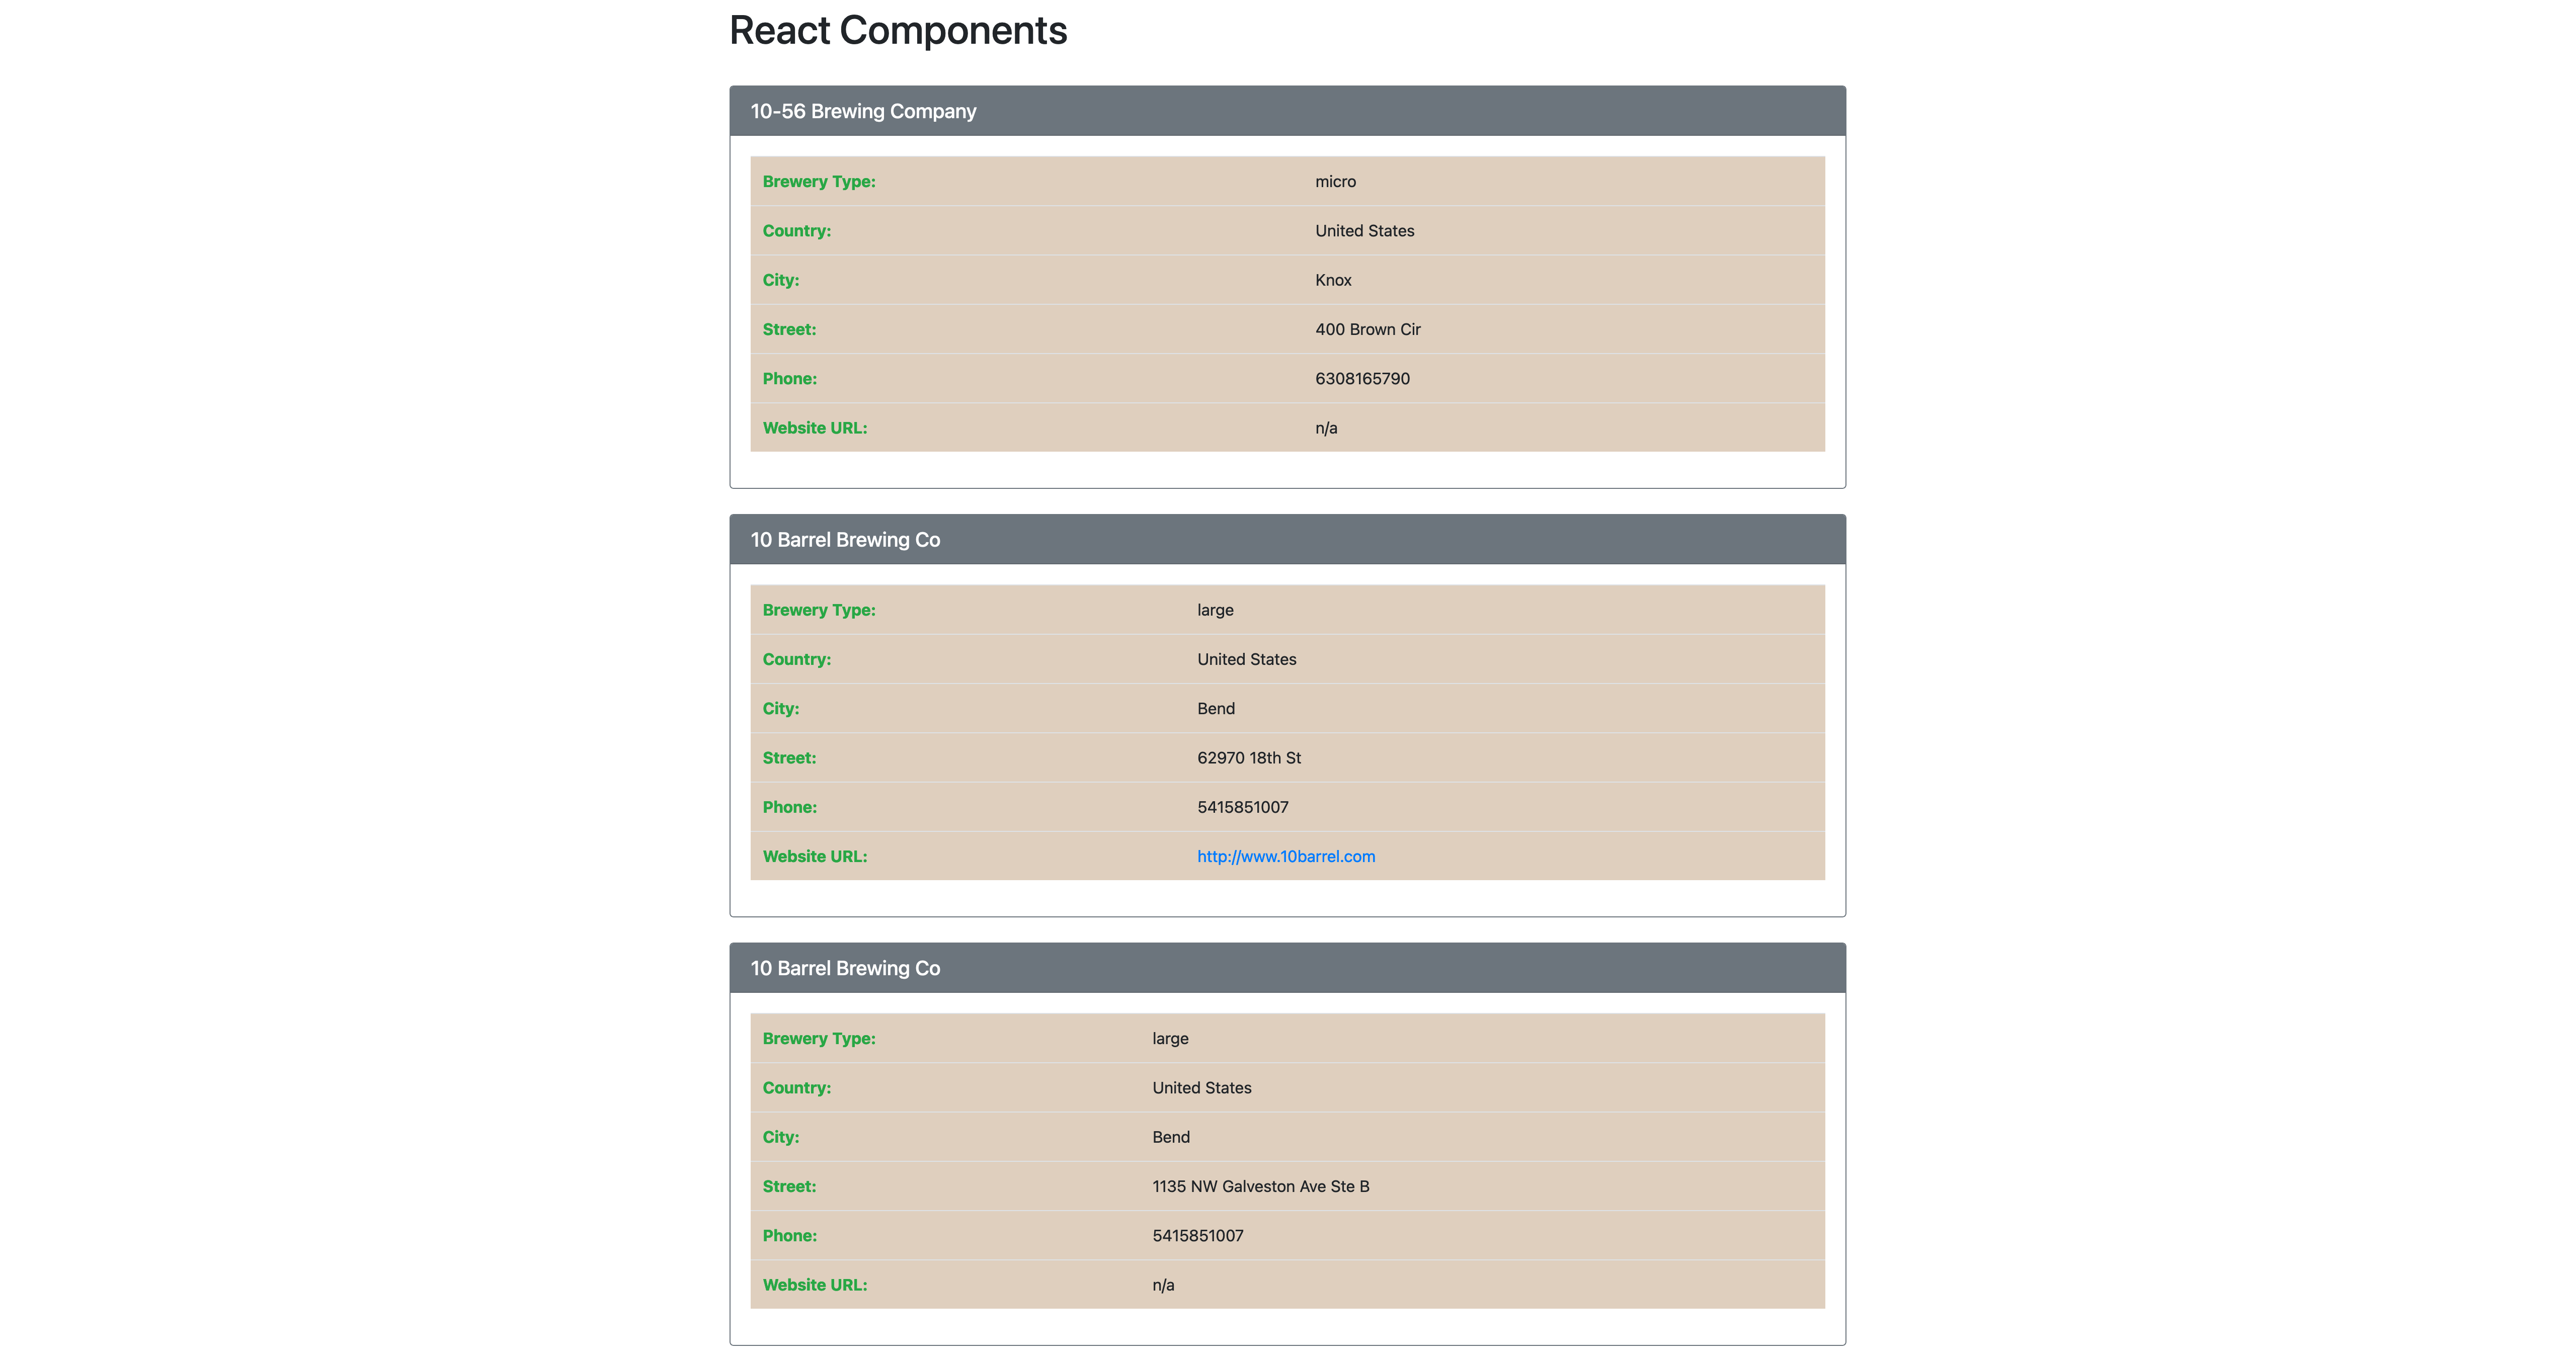 React Components
10-56 Brewing Company
Brewery Type: micro
Country: United States
City: Knox
Street: 400 Brown Cir
Phone: 6308165790
Website URL: n/a
10 Barrel Brewing Co
Brewery Type: large
Country: United States
City: Bend
Street: 62970 18th St
Phone: 5415851007
Website URL: http://www.10barrel.com
10 Barrel Brewing Co
Brewery Type: large
Country: United States
City: Bend
Street: 1135 NW Galveston Ave Ste B
Phone: 5415851007
Website URL: n/a